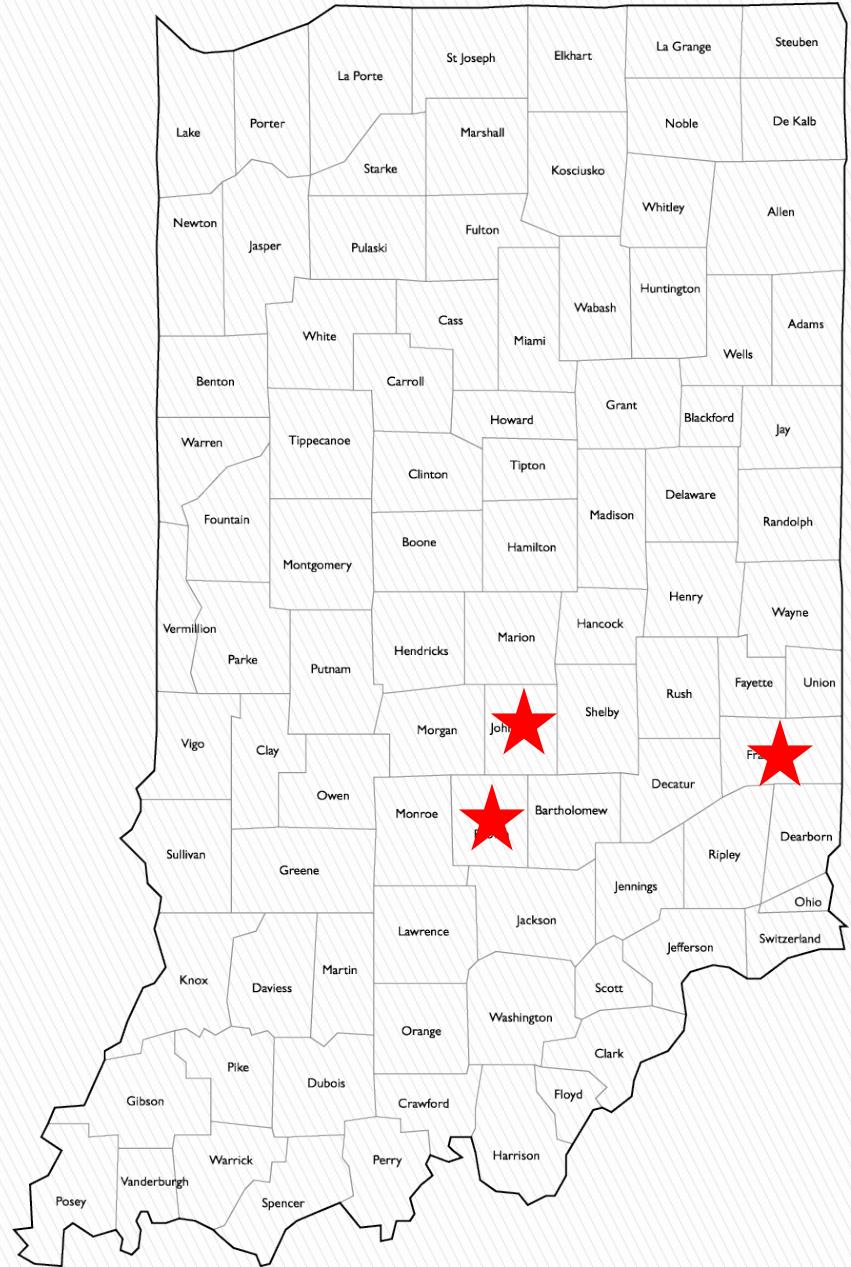 Steuben
La Grange
St Joseph
Elkhart
La Porte
De Kalb
Porter
Noble
Lake
Marshall
Starke
Kosciusko
Whitley
Allen
Newton
Fulton
Jasper
Pulaski
Huntington
Wabash
Cass
Adams
White
Miami
Wells
Benton
Carroll
Grant
Blackford
Howard
Jay
Warren
Tippecanoe
Tipton
Clinton
Delaware
Madison
Fountain
Randolph
Boone
Hamilton
Montgomery
Henry
Wayne
Hancock
Vermillion
Marion
Hendricks
Parke
Putnam
Fayette
Union
Rush
Shelby
Morgan
Joh
Vigo
Clay
Fra
Decatur
Owen
Monroe
Bartholomew
Dearborn
Sullivan
Ripley
Greene
Jennings
Ohio
Jackson
Lawrence
Switzerland
Jefferson
Martin
Knox
Daviess
Scott
Washington
Orange
Clark
Pike
Dubois
Floyd
Gibson
Crawford
Harrison
Warrick
Perry
Vanderburgh
Posey
Spencer